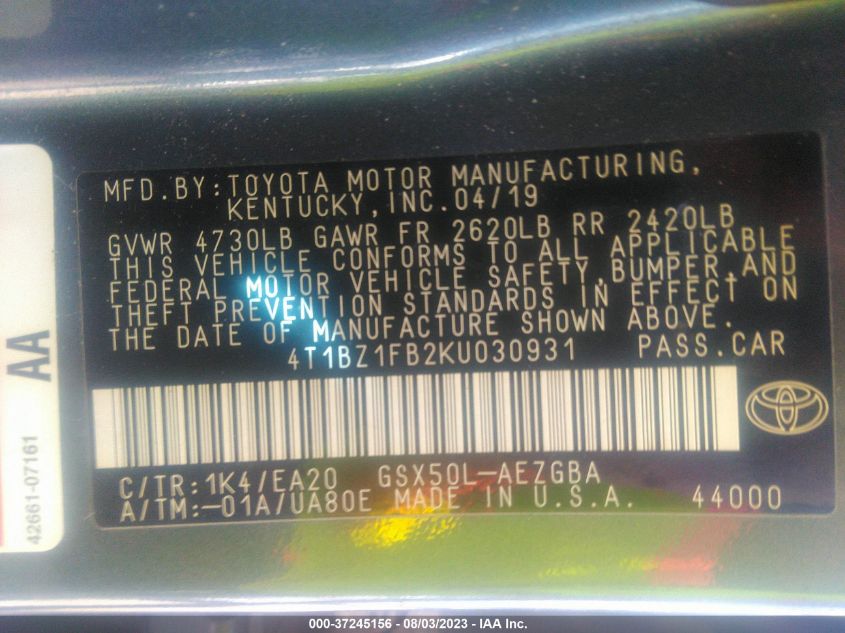 MFD.BY:TOYOTA MOTOR MANUFACTURING,
KENTUCKY,INC.04/19
GVWR 4730LB GAWR FR 2620LB RR 2420LB
THIS VEHICLE CONFORMS TO ALL APPLICABLE
FEDERAL MOTOR VEHICLE SAFETY,BUMPER,AND
THEFT PREVENTION STANDARDS IN EFFECT ON
THE DATE OF MANUFACTURE SHOWN ABOVE.
4T1BZ1FB2KU030931 PASS.CAR
C/TR:1K4/EA20 GSX50L-AEZGBA
A/TM:-01A/UA80E MADE IN U.S.A. 44000
AA
42661-07161
000-37245156 - 08/03/2023 - IAA Inc.